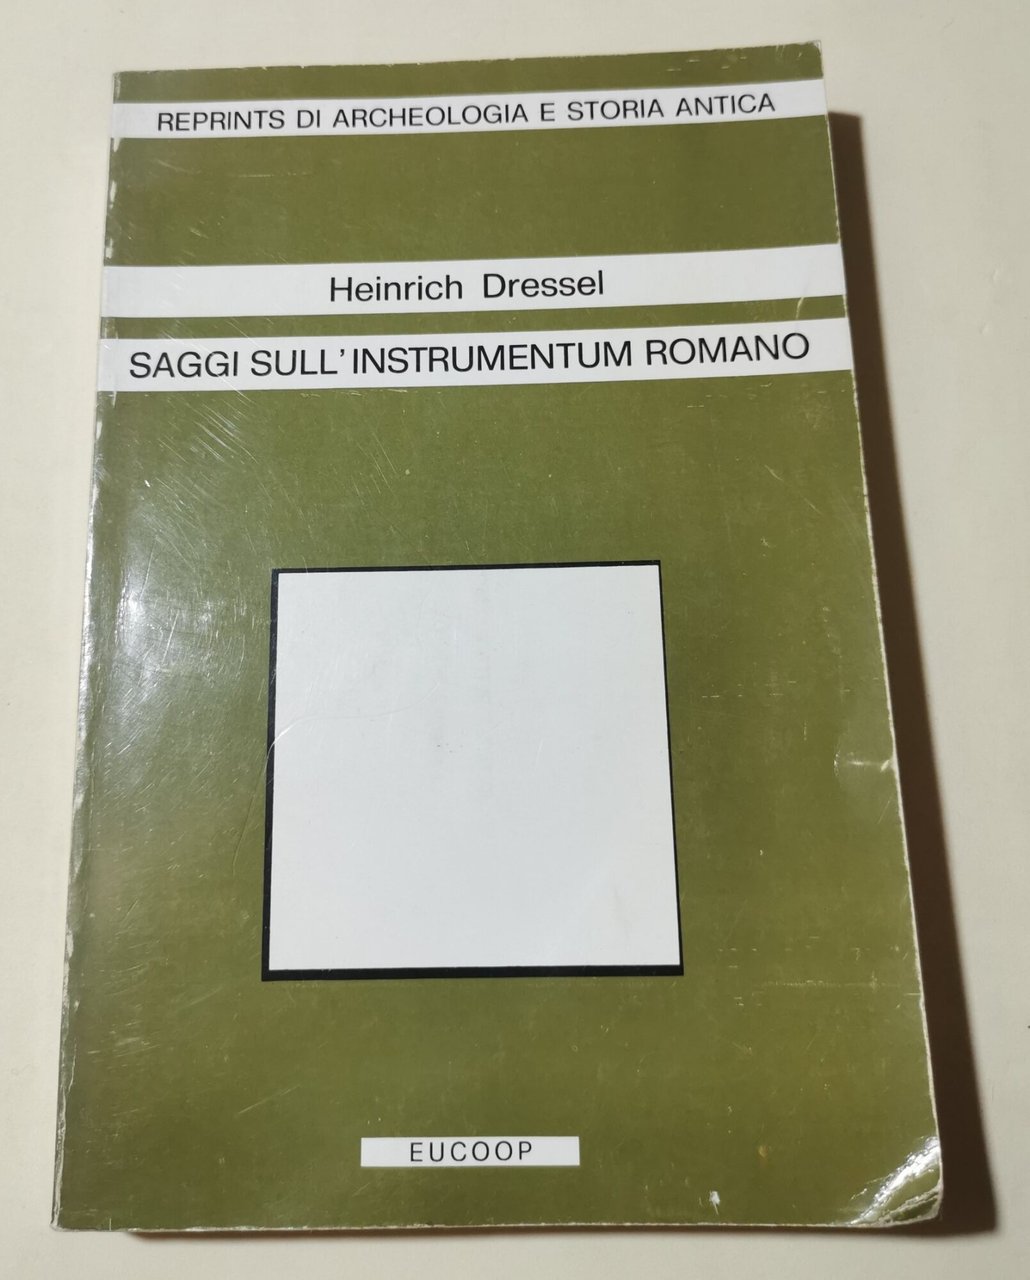 REPRINTS DI ARCHEOLOGIA E STORIA ANTICA
Heinrich Dressel
SAGGI SULL'INSTRUMENTUM ROMANO
EUCOOP